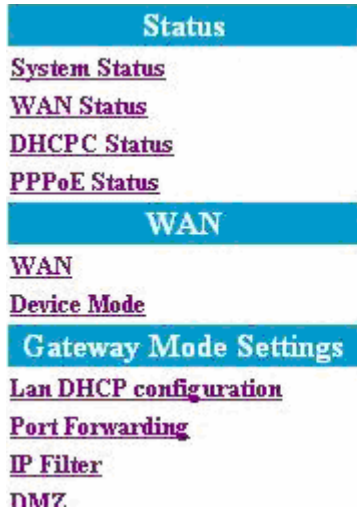 Status
System Status
WAN Status
DHCPC Status
PPPoE Status
WAN
WAN
Device Mode
Gateway Mode Settings
Lan DHCP configuration
Port Forwarding
IP Filter
DMZ